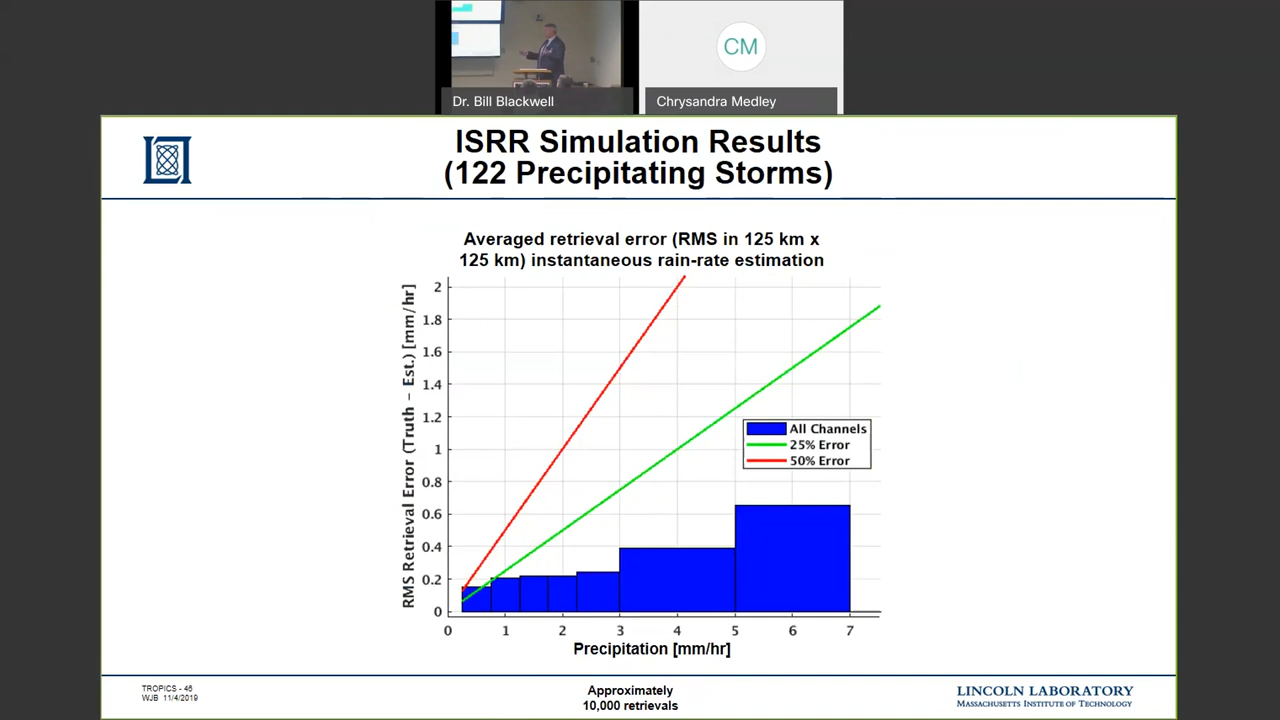 Dr. Bill Blackwell
CM
Chrysandra Medley
ISRR Simulation Results
(122 Precipitating Storms)
Averaged retrieval error (RMS in 125 km x
125 km) instantaneous rain-rate estimation
RMS Retrieval Error (Truth - Est.) [mm/hr]
2
1.8
1.6
1.4
1.2
1
0.8
0.6
0.4
0.2
0
All Channels
25% Error
50% Error
0 1 2 3 4 5 6 7
Precipitation [mm/hr]
TROPICS - 46
WJB 11/4/2019
Approximately
10,000 retrievals
LINCOLN LABORATORY
MASSACHUSETTS INSTITUTE OF TECHNOLOGY